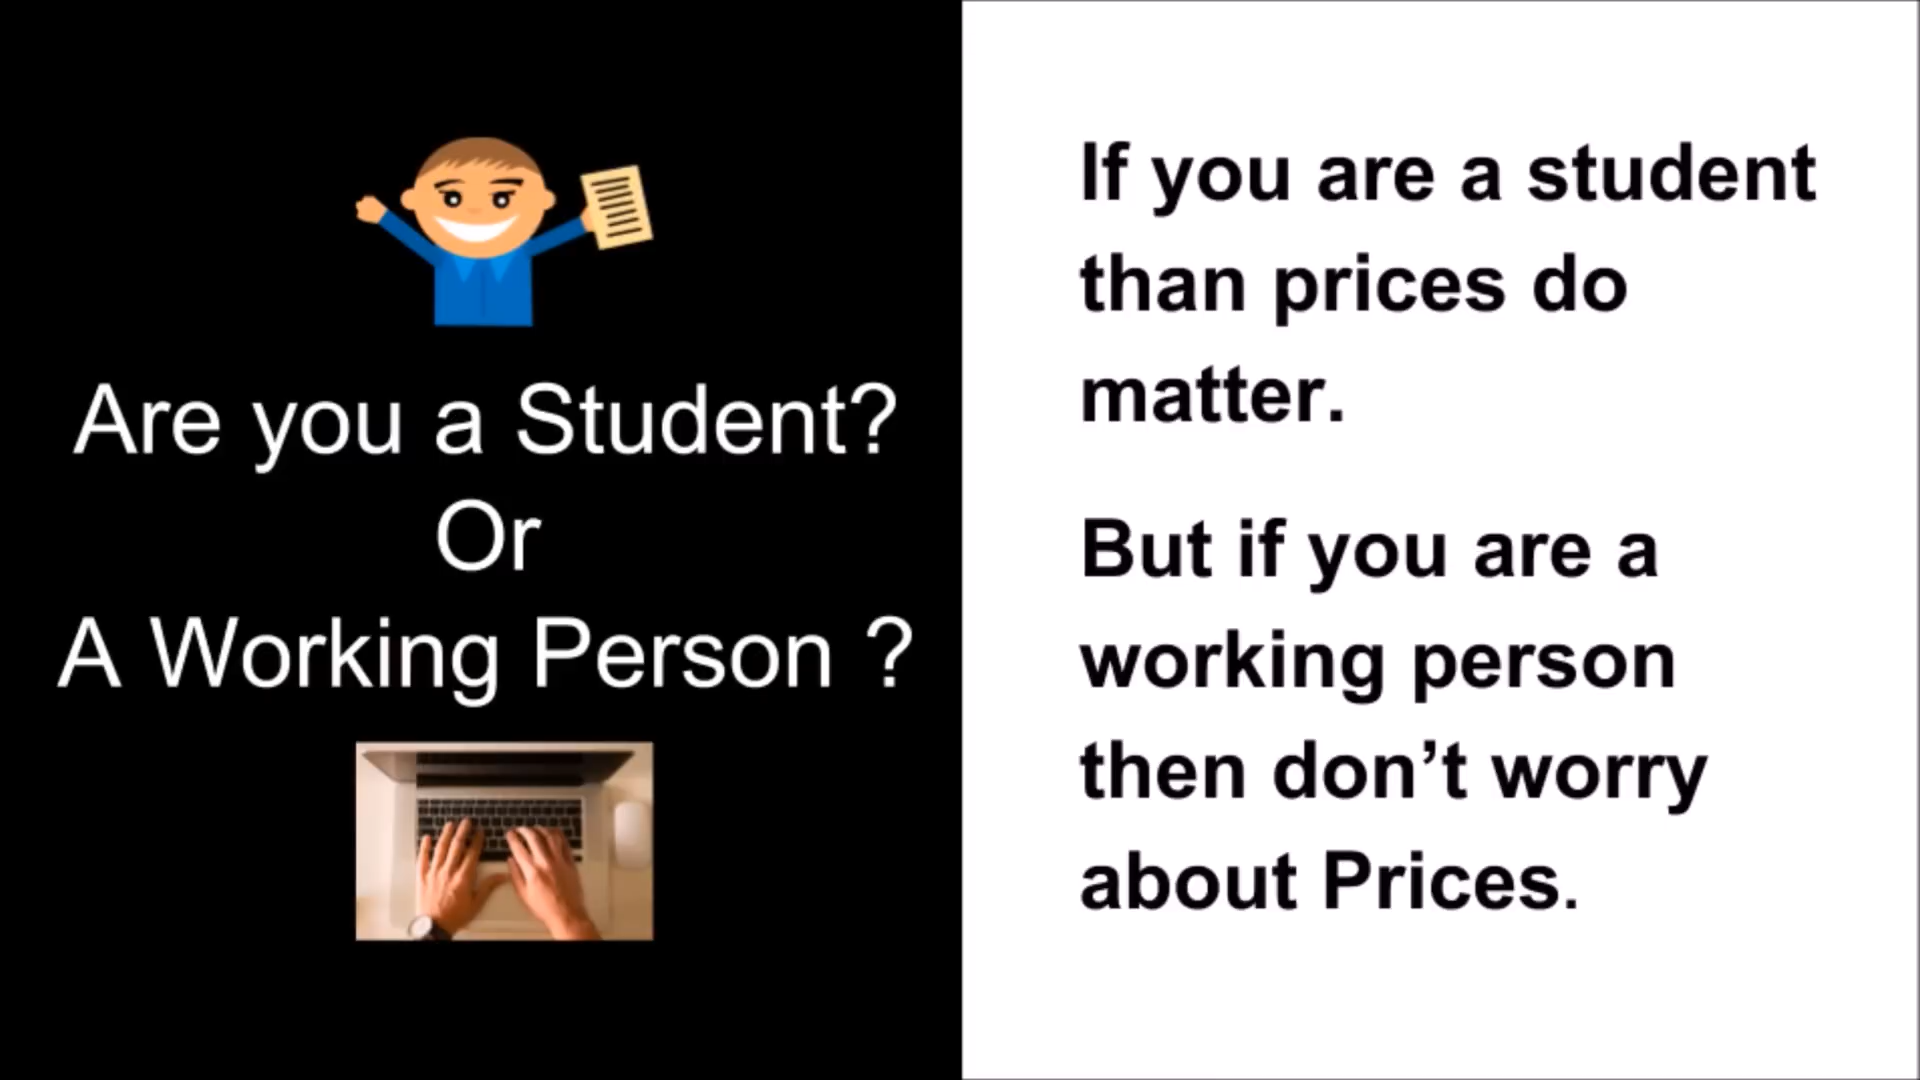 Are you a Student?
Or
A Working Person ?
If you are a student
than prices do
matter.
But if you are a
working person
then don’t worry
about Prices.